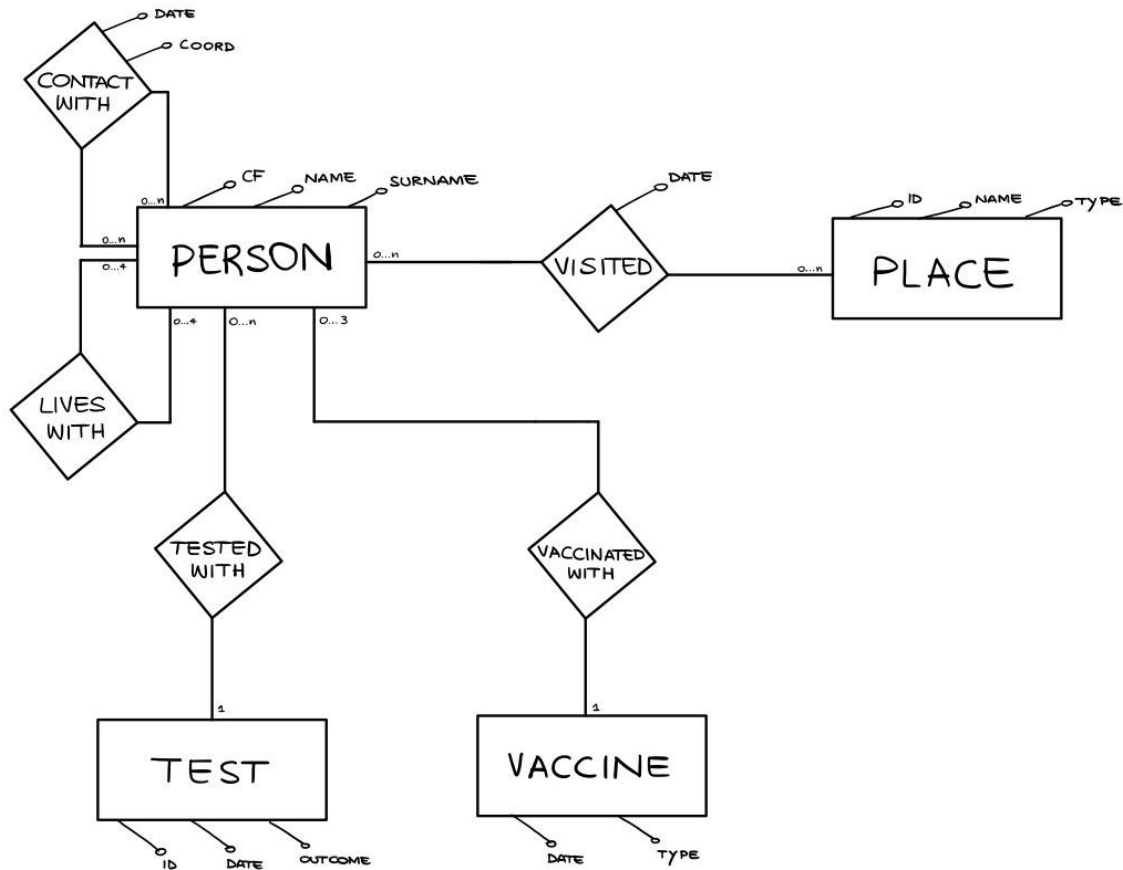 DATE
COORD
CONTACT
WITH
CF
NAME
SURNAME
0...n
0...n
PERSON
0...n
0...4
0...4
0...n
0...3
DATE
VISITED
ID
NAME
TYPE
0...n
PLACE
LIVES
WITH
TESTED
WITH
VACCINATED
WITH
1
TEST
ID
DATE
OUTCOME
1
VACCINE
DATE
TYPE